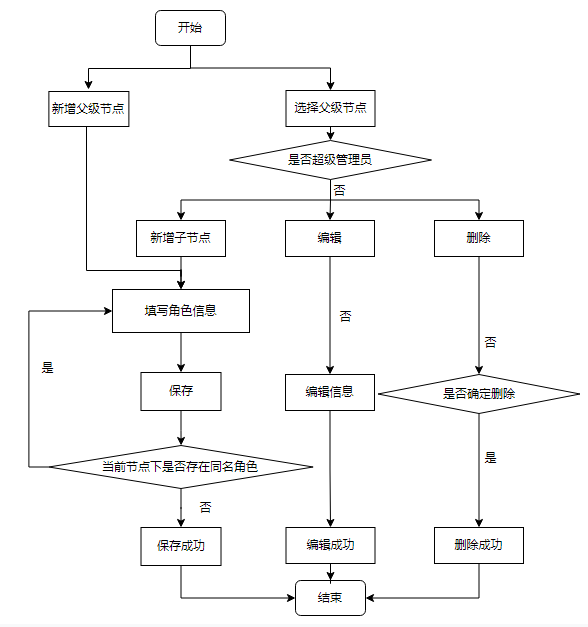 开始
新增父级节点
选择父级节点
是否超级管理员
否
新增子节点
编辑
删除
填写角色信息
否
否
是
保存
编辑信息
是否确定删除
当前节点下是否存在同名角色
是
否
保存成功
编辑成功
删除成功
结束